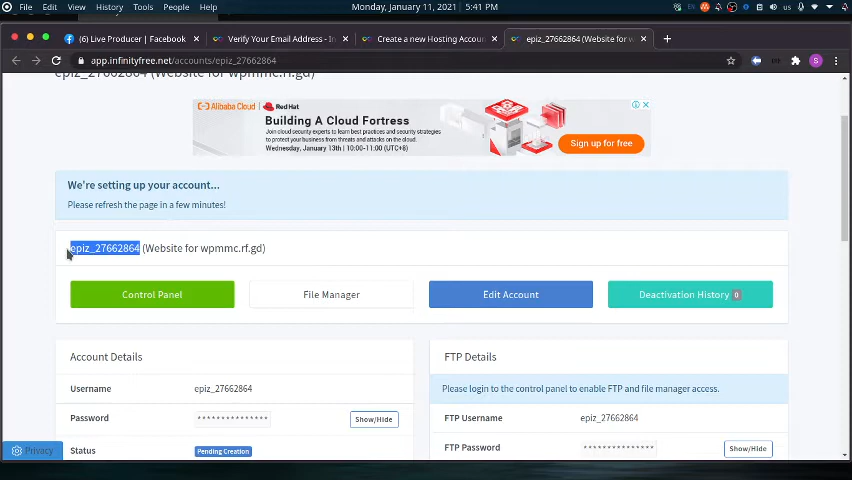 File Edit View History Tools People Help Monday, January 11, 2021 5:41 PM
(6) Live Producer | Facebook Verify Your Email Address - In Create a new Hosting Accoun epiz_27662864 (Website for w
app.infinityfree.net/accounts/epiz_27662864
epiz_27662864 (Website for wpmmc.rf.gd)
Alibaba Cloud Red Hat
Building A Cloud Fortress
Join cloud security experts to learn best practices and security
strategies to protect your business from threats and attacks on the cloud.
Wednesday, January 13th | 10:00-11:00 (UTC+8)
Sign up for free
We're setting up your account...
Please refresh the page in a few minutes!
epiz_27662864 (Website for wpmmc.rf.gd)
Control Panel File Manager Edit Account Deactivation History 0
Account Details
Username epiz_27662864
Password *************** Show/Hide
Status Pending Creation
FTP Details
Please login to the control panel to enable FTP and file manager access.
FTP Username epiz_27662864
FTP Password *************** Show/Hide
Privacy